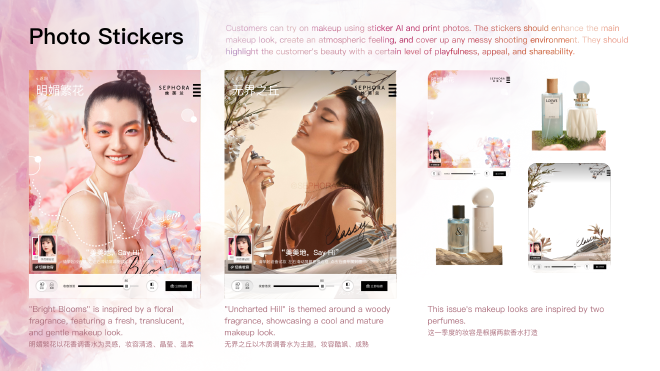 Photo Stickers
Customers can try on makeup using sticker AI and print photos. The stickers should enhance the main
makeup look, create an atmospheric feeling, and cover up any messy shooting environment. They should
highlight the customer's beauty with a certain level of playfulness, appeal, and shareability.
明媚繁花
SEPHORA
丝芙兰
"美美地, Say Hi"
Bloom
无界之丘
SEPHORA
丝芙兰
"美美地, Say Hi"
Classy
Classy
"Bright Blooms" is inspired by a floral
fragrance, featuring a fresh, translucent,
and gentle makeup look.
明媚繁花以花香调香水为灵感，妆容清透、晶莹、温柔
"Uncharted Hill" is themed around a woody
fragrance, showcasing a cool and mature
makeup look.
无界之丘以木质调香水为主题，妆容酷飒、成熟
This issue's makeup looks are inspired by two
perfumes.
这一季度的妆容是根据两款香水打造